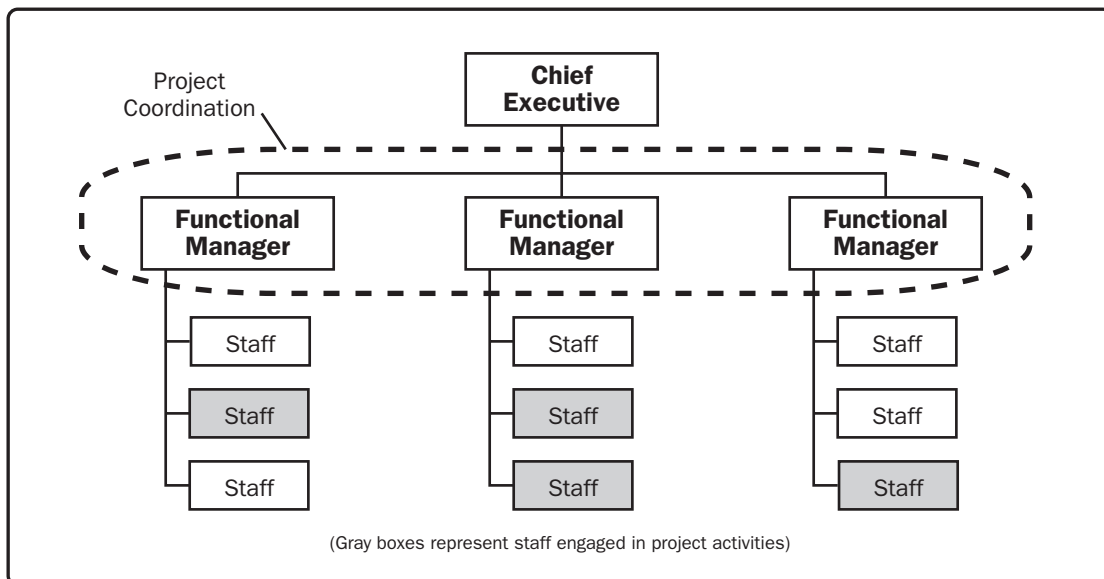 Chief
Executive
Project
Coordination
Functional
Manager
Functional
Manager
Functional
Manager
Staff
Staff
Staff
Staff
Staff
Staff
Staff
Staff
Staff
(Gray boxes represent staff engaged in project activities)